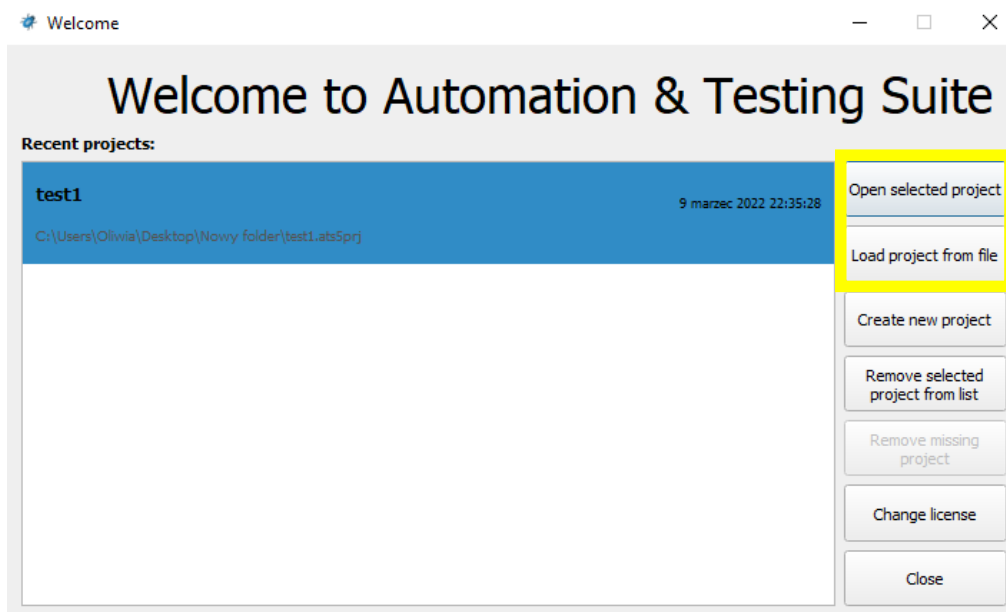 Welcome
Welcome to Automation & Testing Suite
Recent projects:
test1
9 marzec 2022 22:35:28
C:\Users\Oliwia\Desktop\Nowy folder\test1.ats5prj
Open selected project
Load project from file
Create new project
Remove selected
project from list
Remove missing
project
Change license
Close